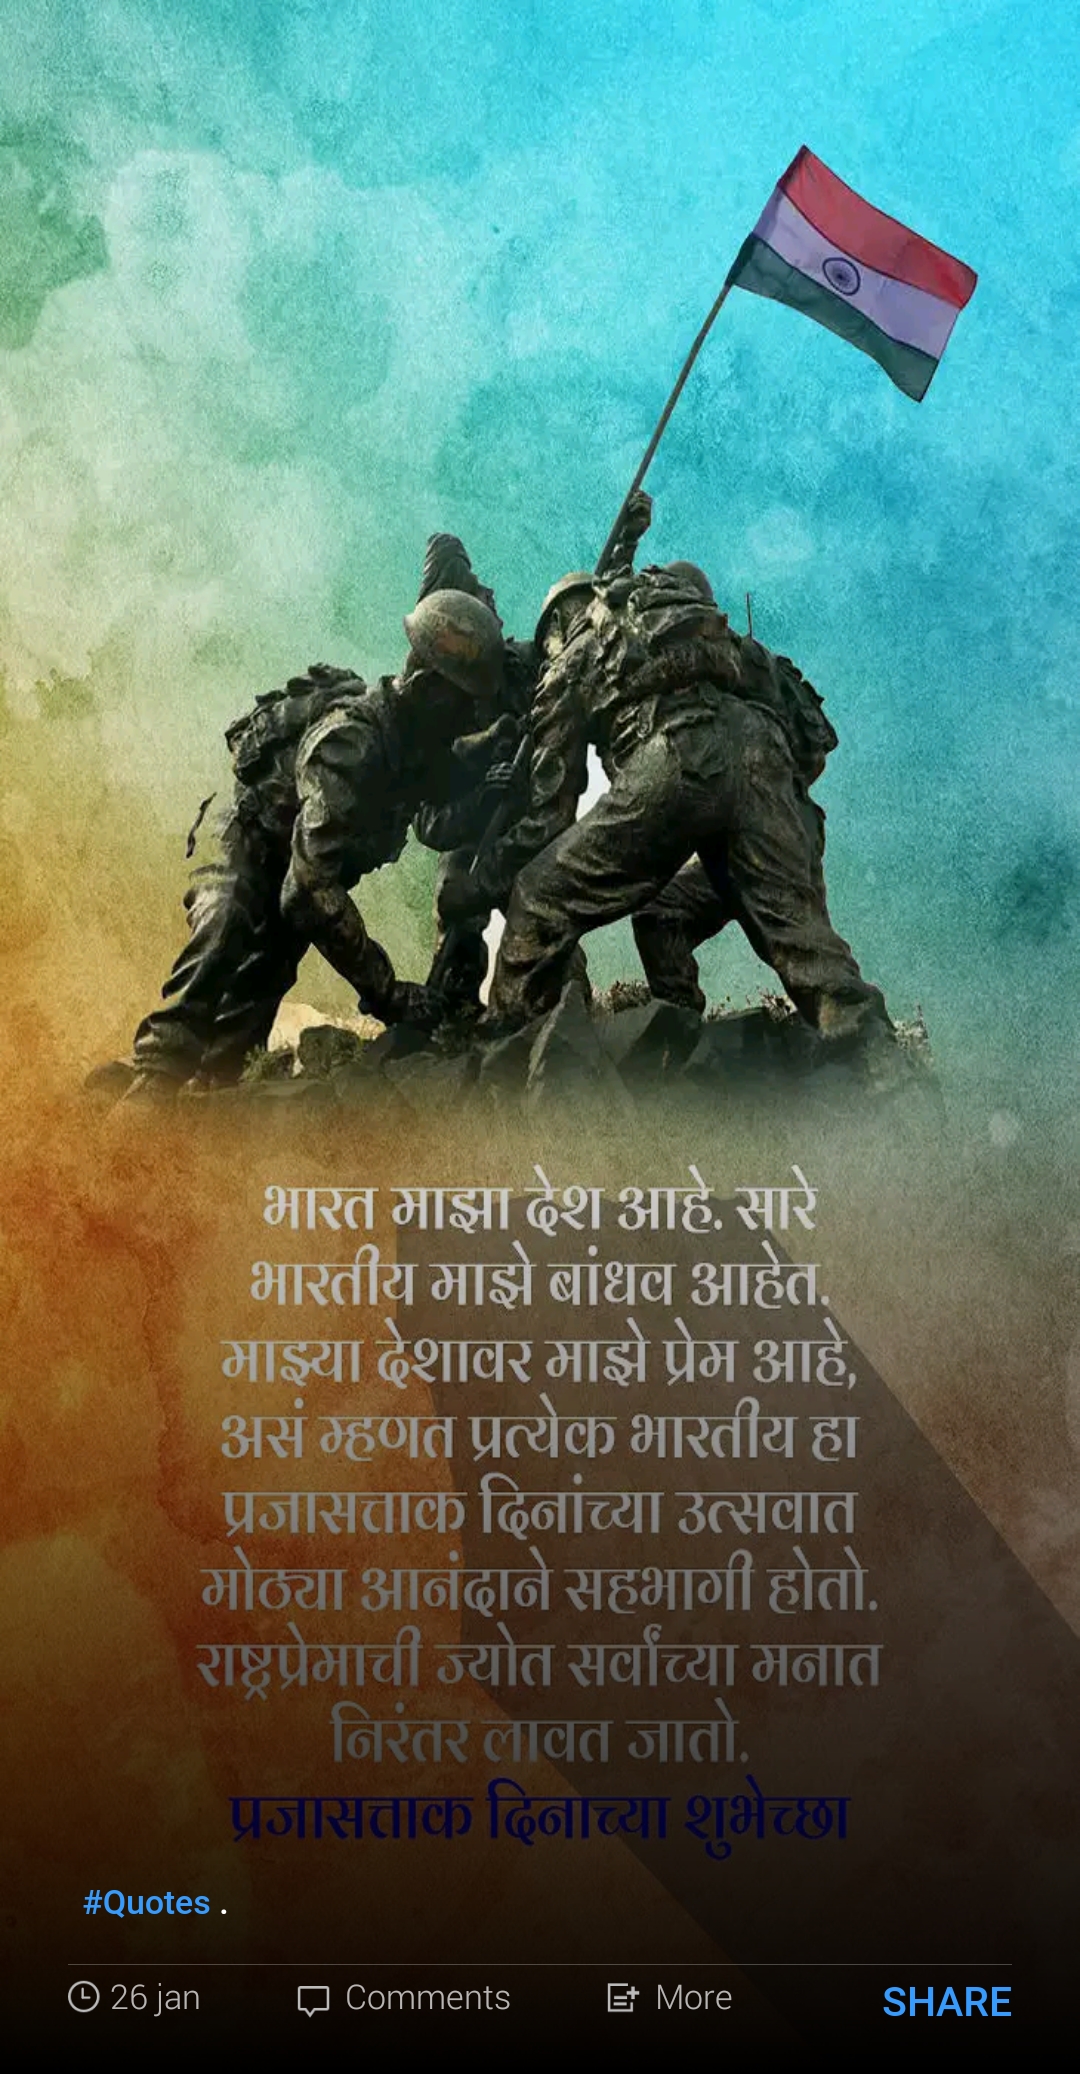 भारत माझा देश आहे. सारे
भारतीय माझे बांधव आहेत.
माझ्या देशावर माझे प्रेम आहे,
असं म्हणत प्रत्येक भारतीय हा
प्रजासत्ताक दिनांच्या उत्सवात
मोठ्या आनंदाने सहभागी होतो.
राष्ट्रप्रेमाची ज्योत सर्वांच्या मनात
निरंतर लावत जातो.
प्रजासत्ताक दिनाच्या शुभेच्छा
#Quotes .
26 jan Comments More SHARE